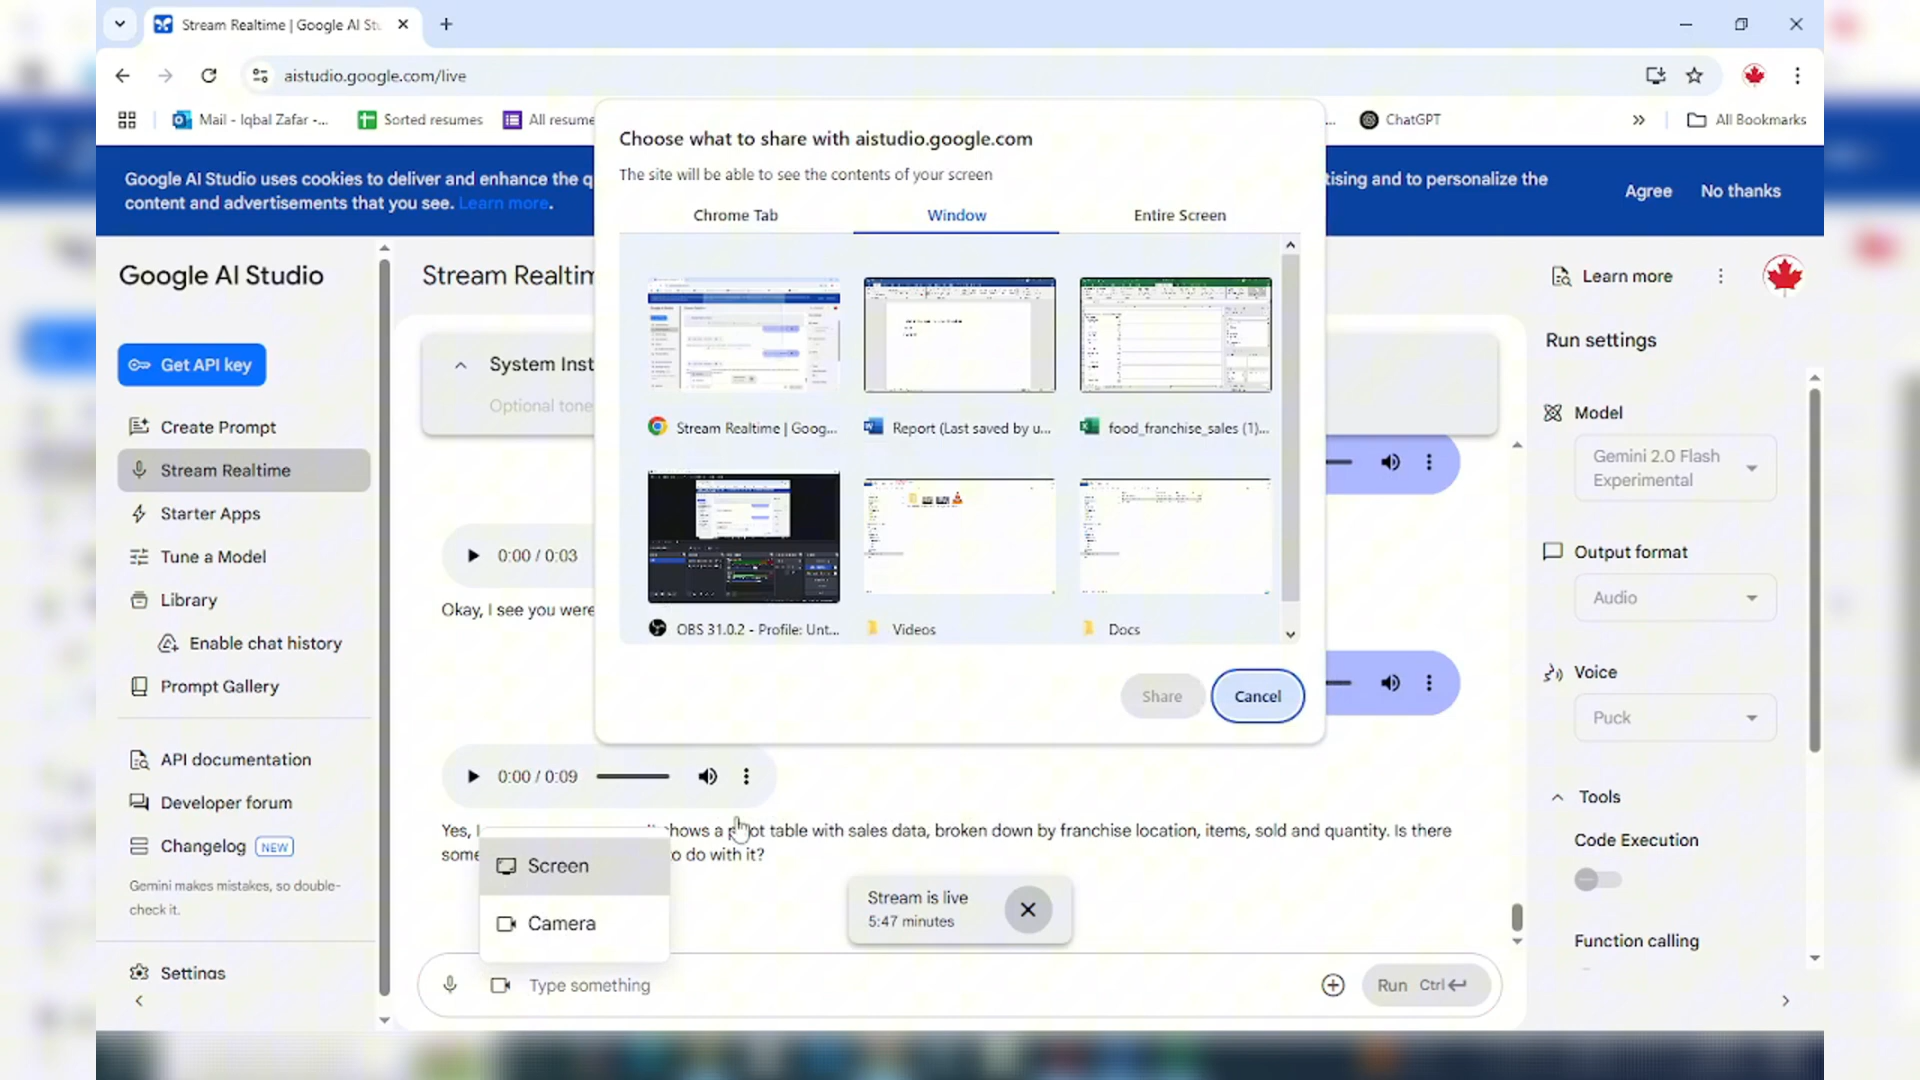 Stream Realtime | Google AI Stu
aistudio.google.com/live
Mail - Iqbal Zafar -...
Sorted resumes
All resume
...
ChatGPT
All Bookmarks
Google AI Studio uses cookies to deliver and enhance the q
tising and to personalize the
content and advertisements that you see. Learn more.
Agree
No thanks
Choose what to share with aistudio.google.com
The site will be able to see the contents of your screen
Chrome Tab
Window
Entire Screen
Stream Realtime | Goog...
Report (Last saved by u...
food_franchise_sales (1)...
OBS 31.0.2 - Profile: Unt...
Videos
Docs
Share
Cancel
Google AI Studio
Get API key
Create Prompt
Stream Realtime
Starter Apps
Tune a Model
Library
Enable chat history
Prompt Gallery
API documentation
Developer forum
Changelog NEW
Gemini makes mistakes, so double-
check it.
Settings
Stream Realtim
Learn more
System Inst
Optional tone
0:00 / 0:03
Okay, I see you were
0:00 / 0:09
Yes, I
shows a pivot table with sales data, broken down by franchise location, items, sold and quantity. Is there
some
o do with it?
Screen
Camera
Stream is live
5:47 minutes
Type something
Run Ctrl
Run settings
Model
Gemini 2.0 Flash
Experimental
Output format
Audio
Voice
Puck
Tools
Code Execution
Function calling